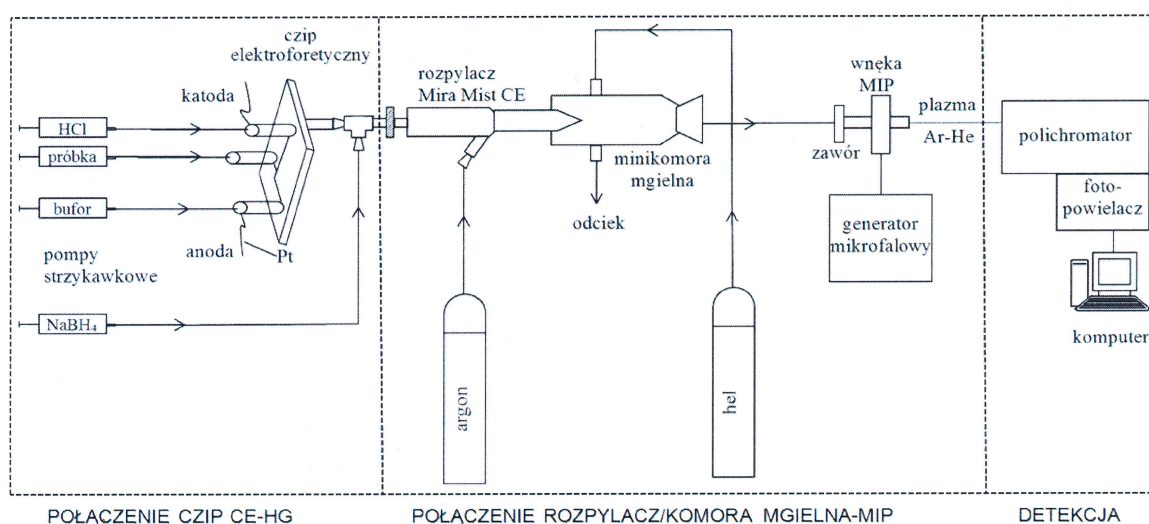 czip
elektroforetyczny
katoda
HCl
próbka
bufor
anoda
Pt
pompy
strzykawkowe
NaBH₄
rozpylacz
Mira Mist CE
minikomora
mgielna
odciek
argon
hel
wnęka
MIP
zawór
plazma
Ar-He
generator
mikrofalowy
polichromator
foto-
powielacz
komputer
POŁĄCZENIE CZIP CE-HG
POŁĄCZENIE ROZPYLACZ/KOMORA MGIELNA-MIP
DETEKCJA